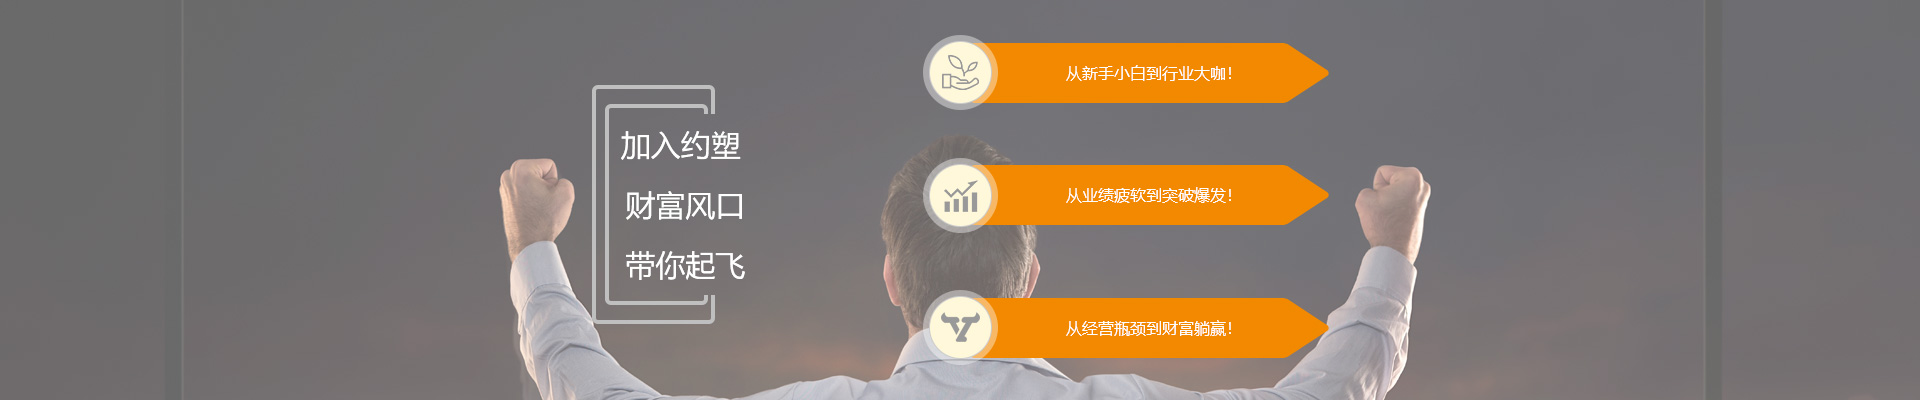 加入约塑
财富风口
带你起飞
从新手小白到行业大咖!
从业绩疲软到突破爆发!
从经营瓶颈到财富躺赢!